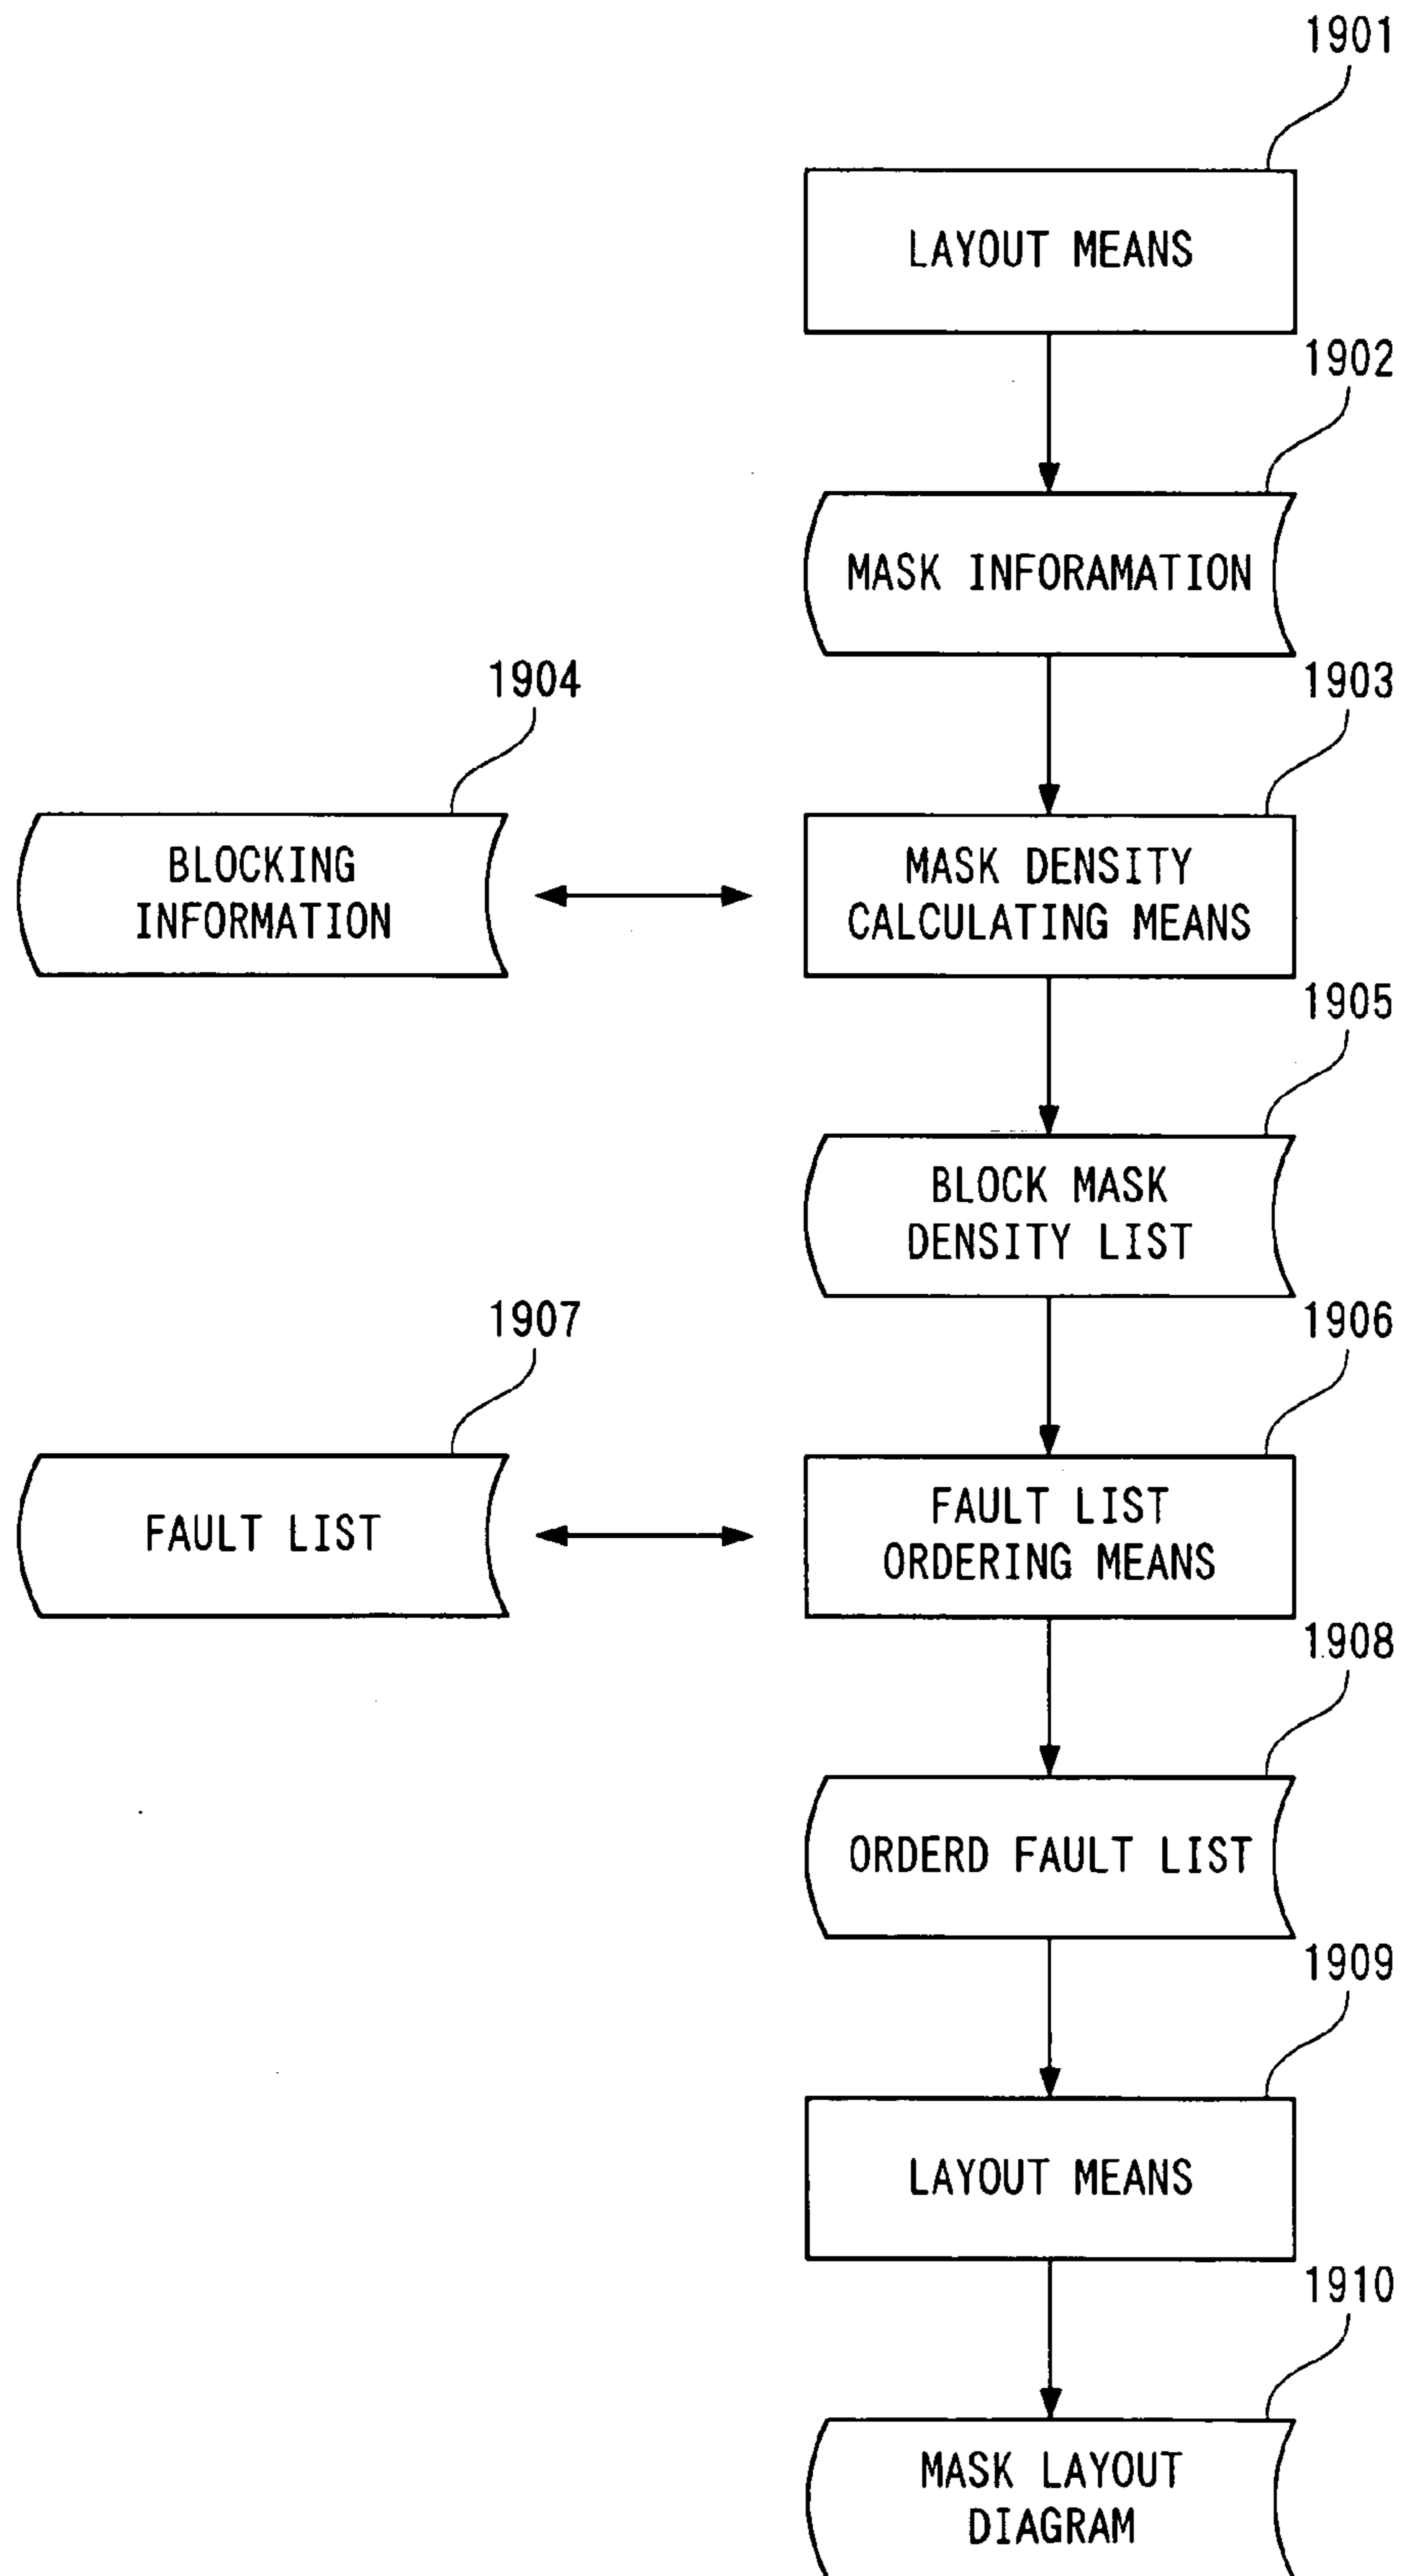 1901
LAYOUT MEANS
1902
MASK INFORAMATION
1904
1903
BLOCKING
INFORMATION
MASK DENSITY
CALCULATING MEANS
1905
BLOCK MASK
DENSITY LIST
1907
1906
FAULT LIST
FAULT LIST
ORDERING MEANS
1908
ORDERD FAULT LIST
1909
LAYOUT MEANS
1910
MASK LAYOUT
DIAGRAM